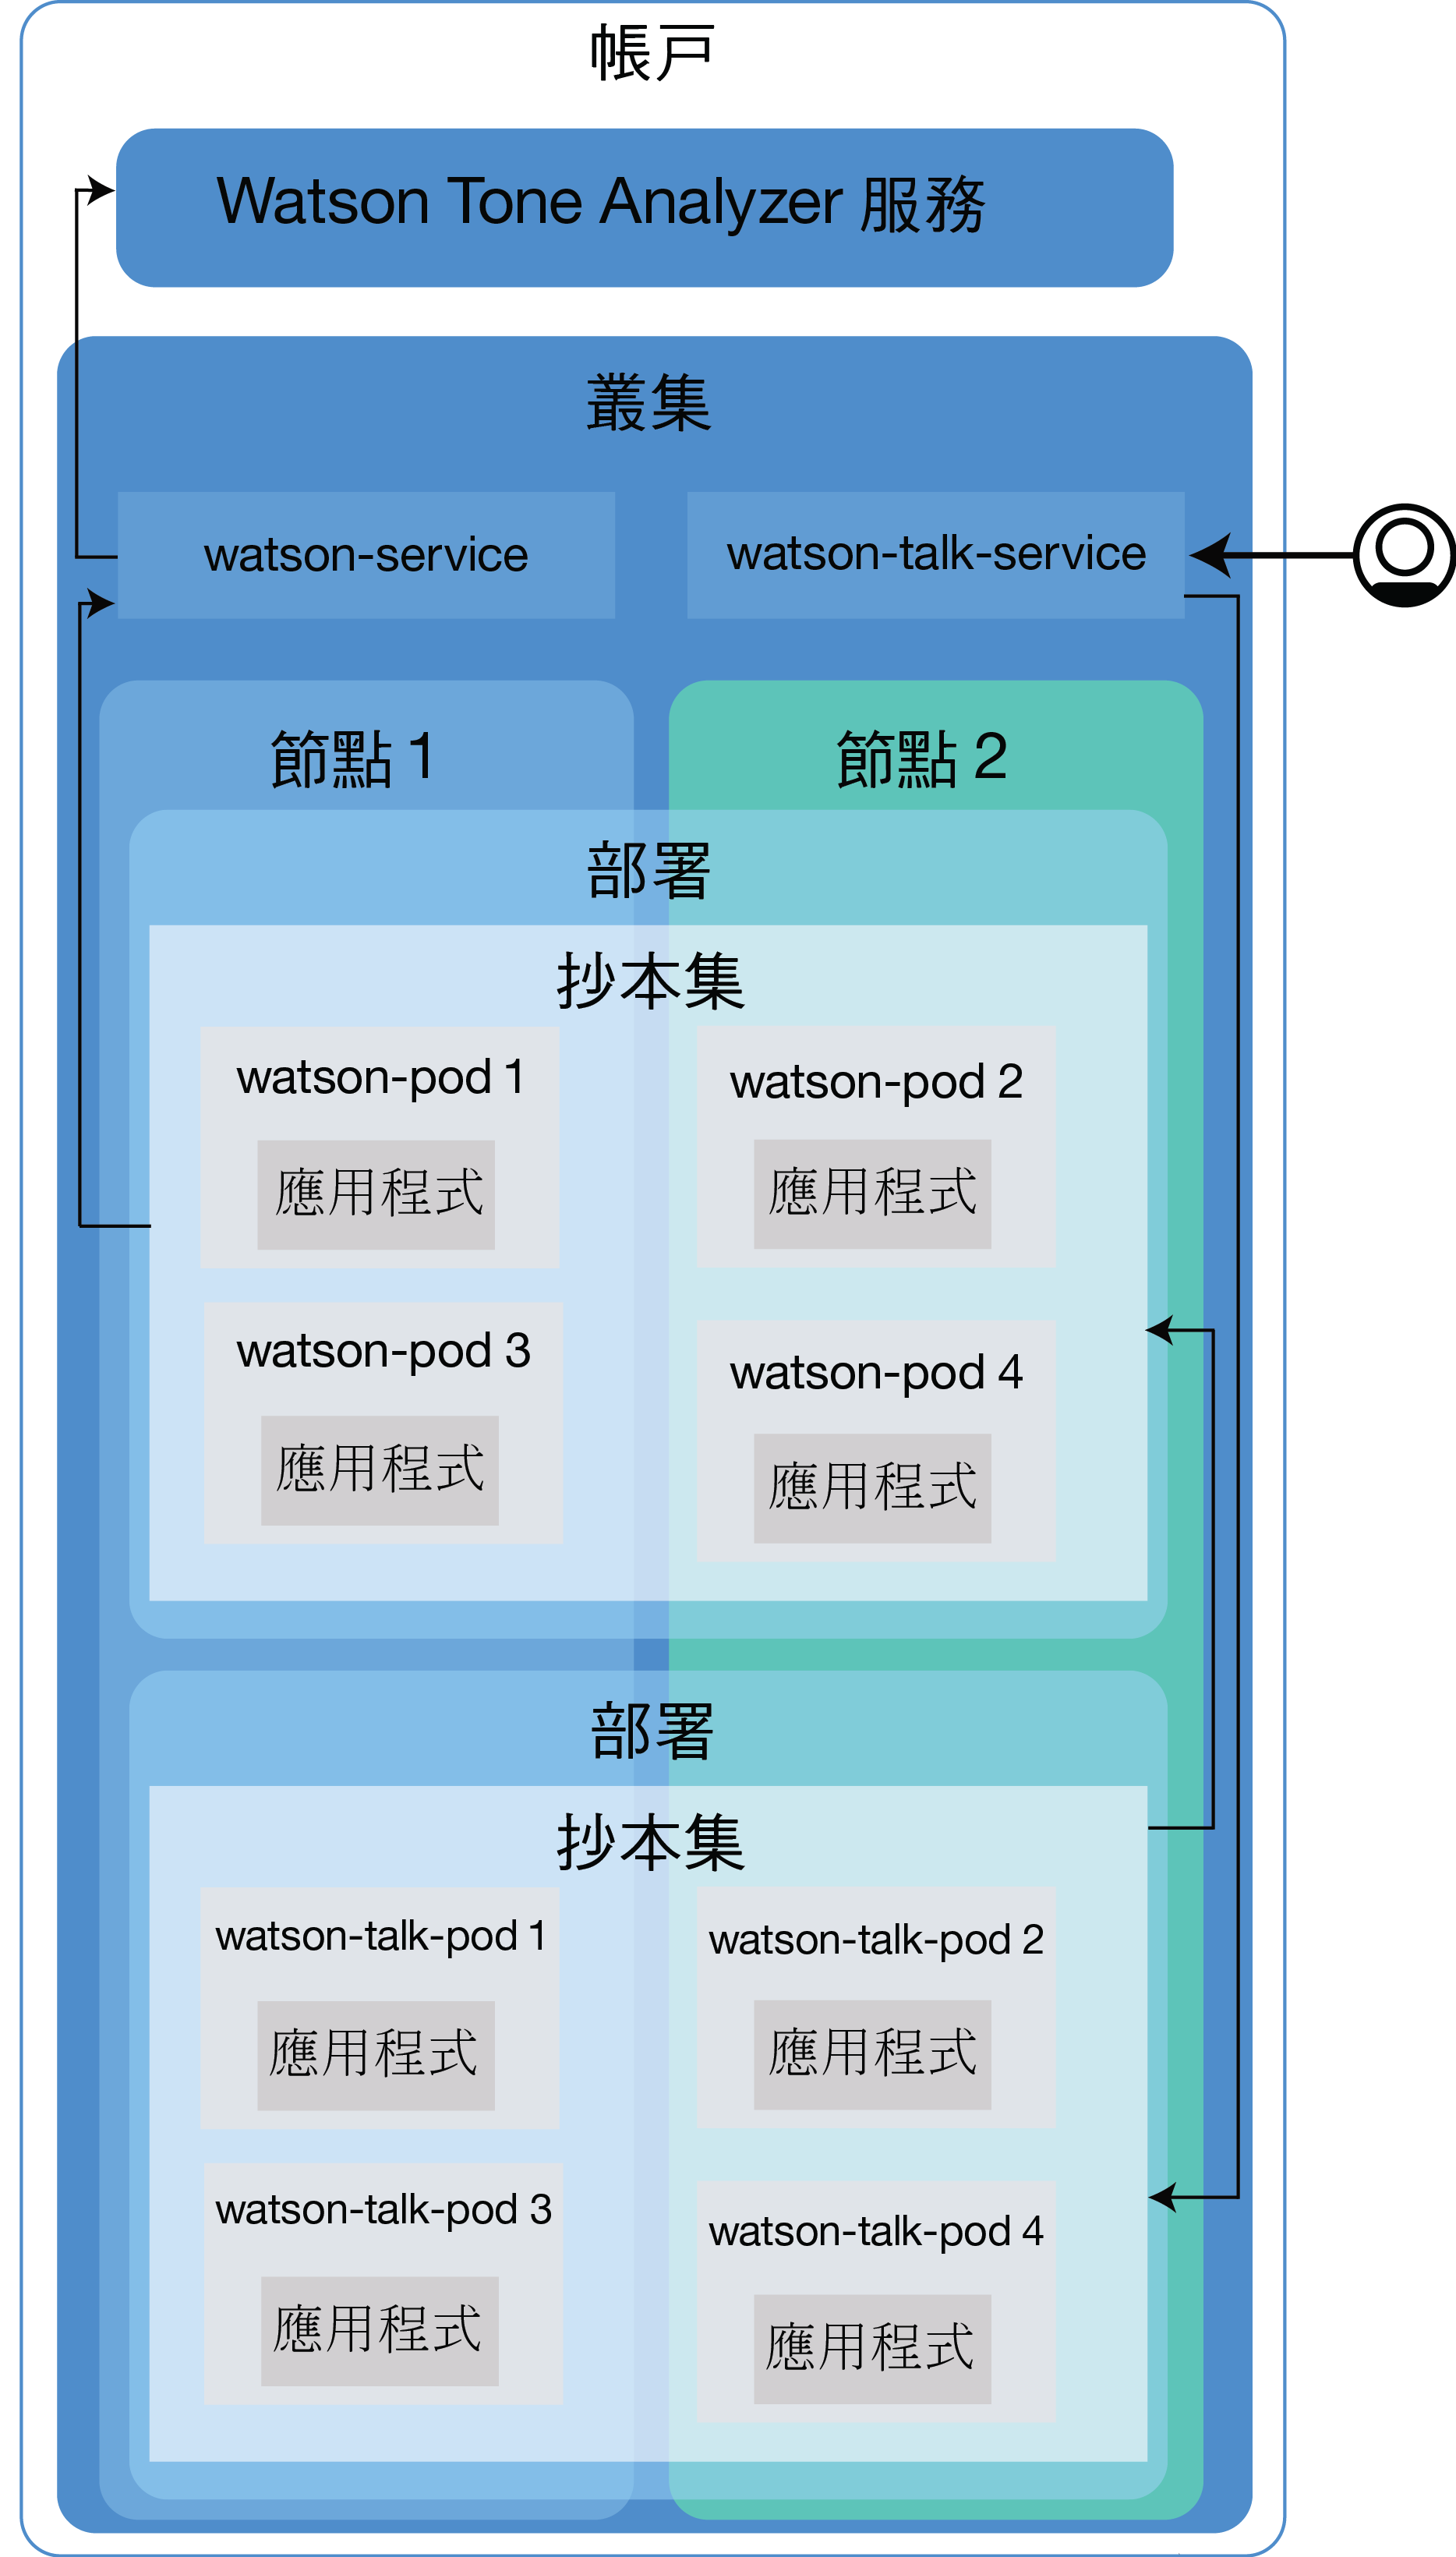 帳戶
Watson Tone Analyzer 服務
叢集
watson-service
watson-talk-service
節點 1
節點 2
部署
抄本集
watson-pod 1
watson-pod 2
應用程式
應用程式
watson-pod 3
watson-pod 4
應用程式
應用程式
部署
抄本集
watson-talk-pod 1
watson-talk-pod 2
應用程式
應用程式
watson-talk-pod 3
watson-talk-pod 4
應用程式
應用程式